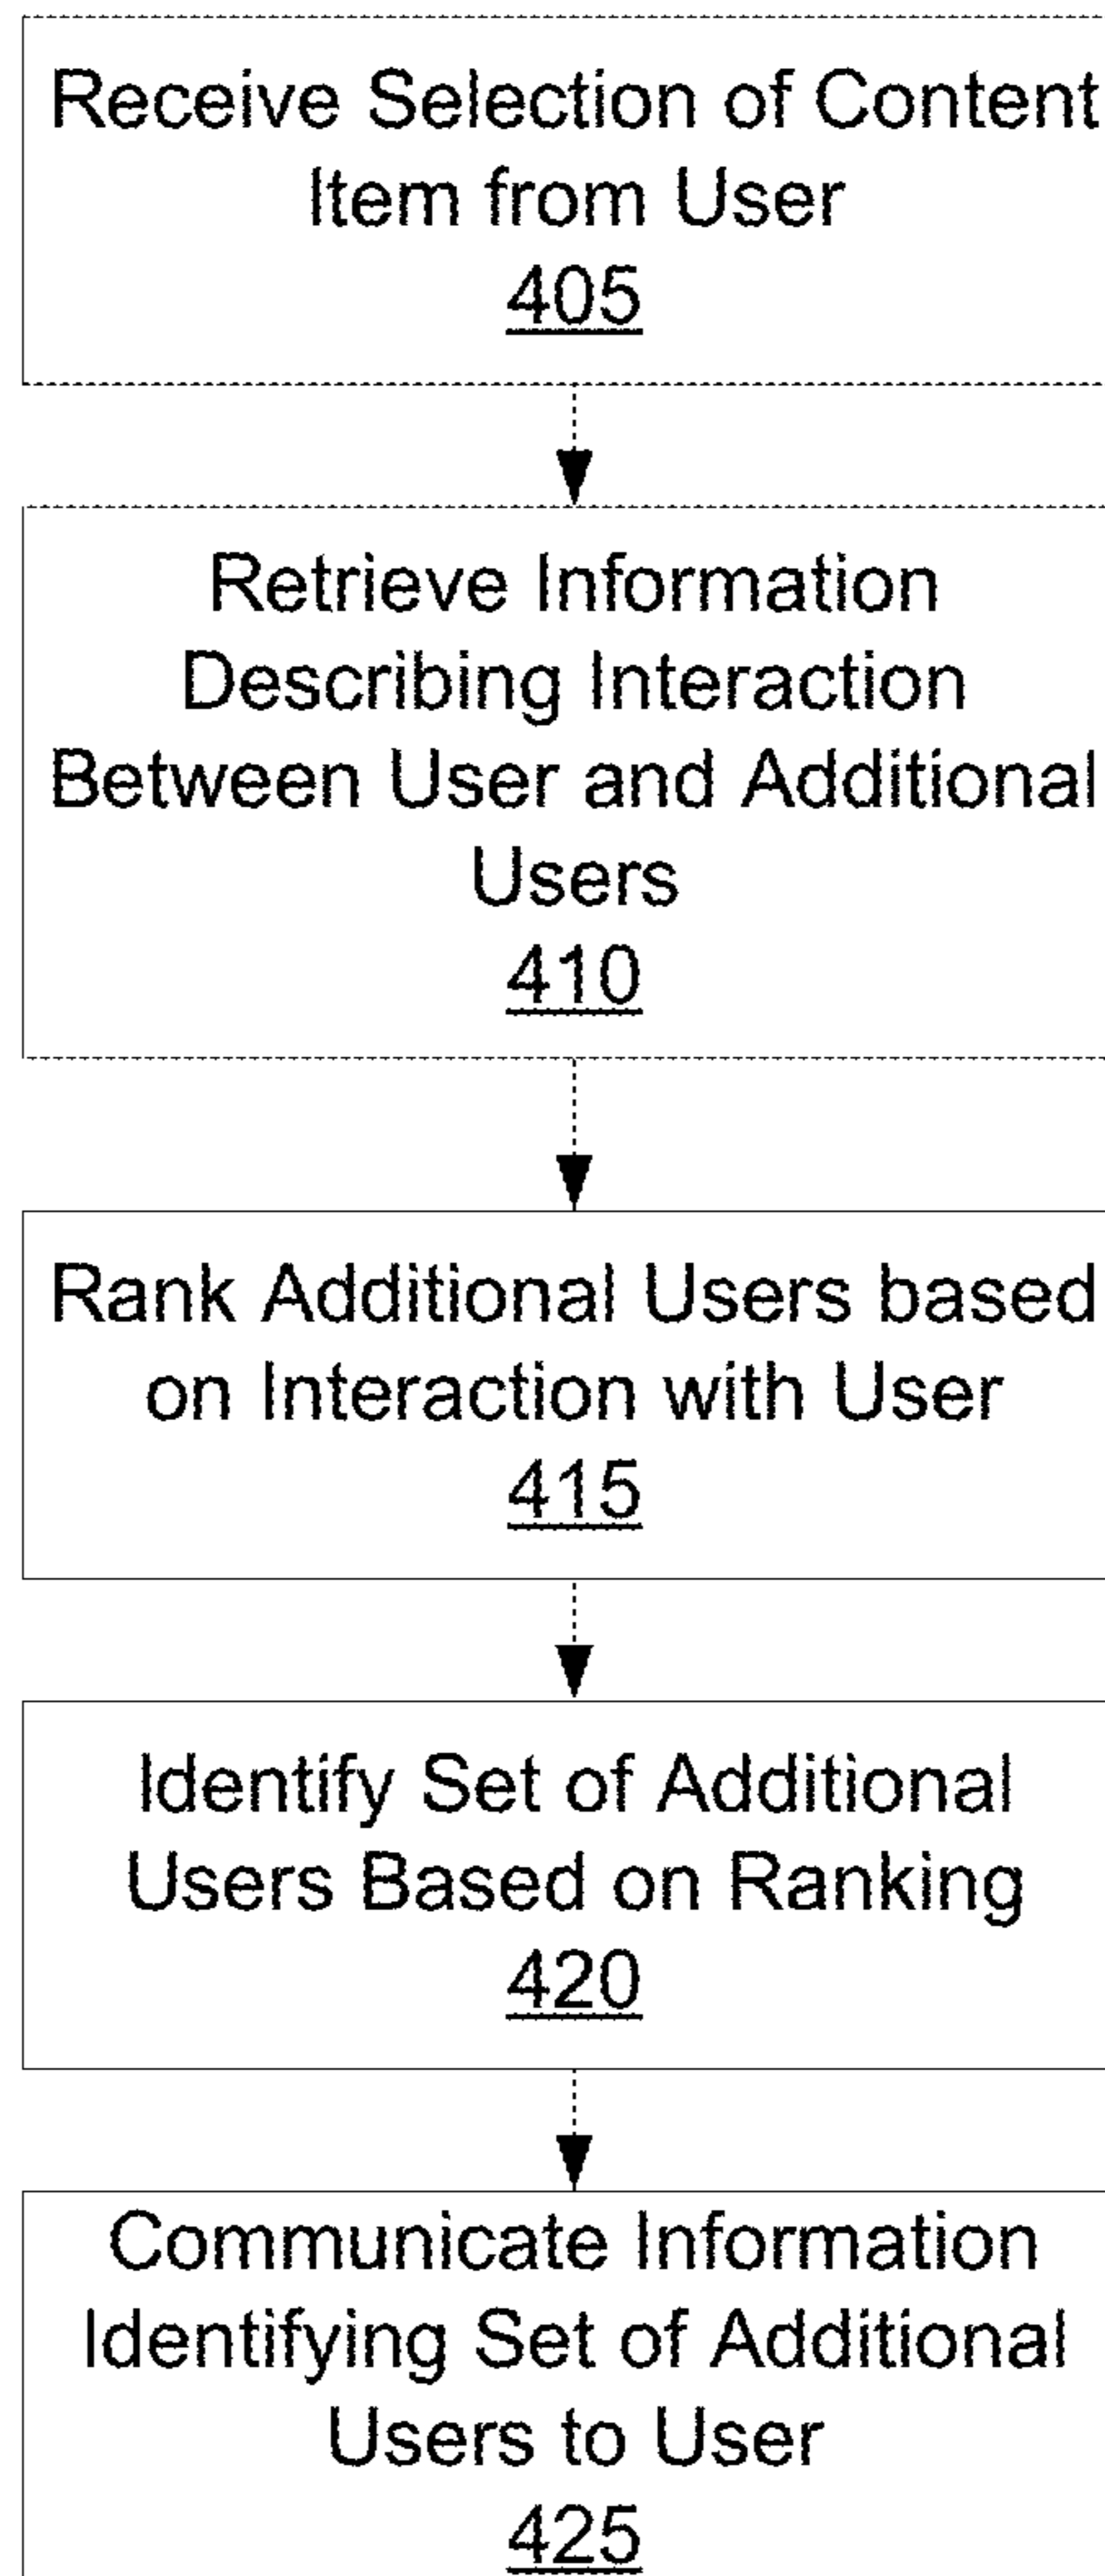 Receive Selection of Content
Item from User
405
Retrieve Information
Describing Interaction
Between User and Additional
Users
410
Rank Additional Users based
on Interaction with User
415
Identify Set of Additional
Users Based on Ranking
420
Communicate Information
Identifying Set of Additional
Users to User
425